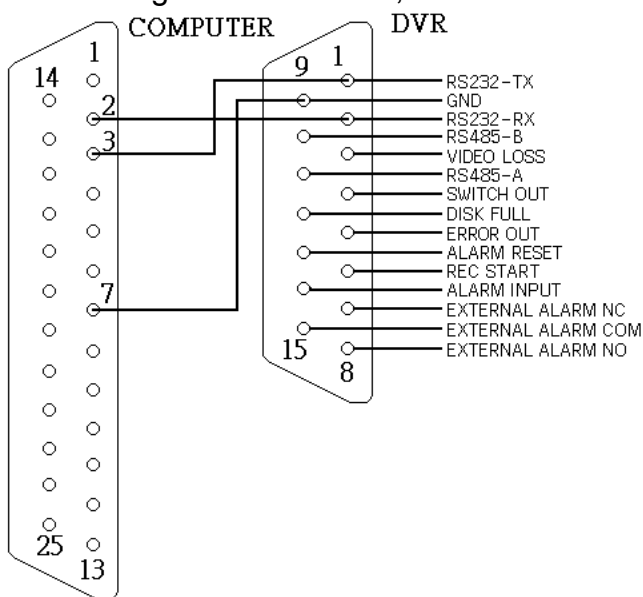 COMPUTER
DVR
1
14
2
3
7
25
13
9
1
15
8
RS232-TX
GND
RS232-RX
RS485-B
VIDEO LOSS
RS485-A
SWITCH OUT
DISK FULL
ERROR OUT
ALARM RESET
REC START
ALARM INPUT
EXTERNAL ALARM NC
EXTERNAL ALARM COM
EXTERNAL ALARM NO